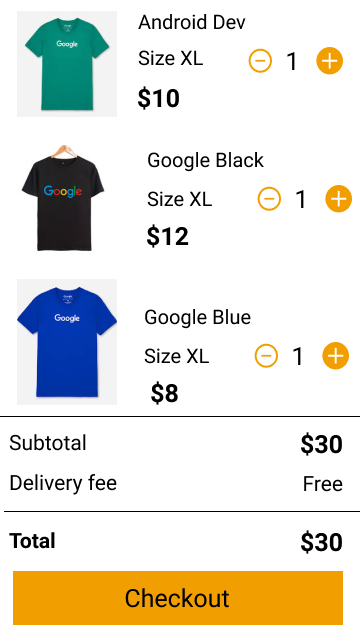 Google
Android Dev
Size XL
1
$10
Google
Google Black
Size XL
1
$12
Google
Google Blue
Size XL
1
$8
Subtotal
$30
Delivery fee
Free
Total
$30
Checkout